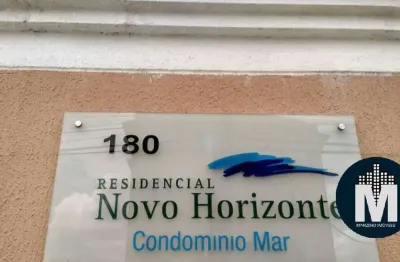 180
RESIDENCIAL
Novo Horizonte
Condominio Mar
M